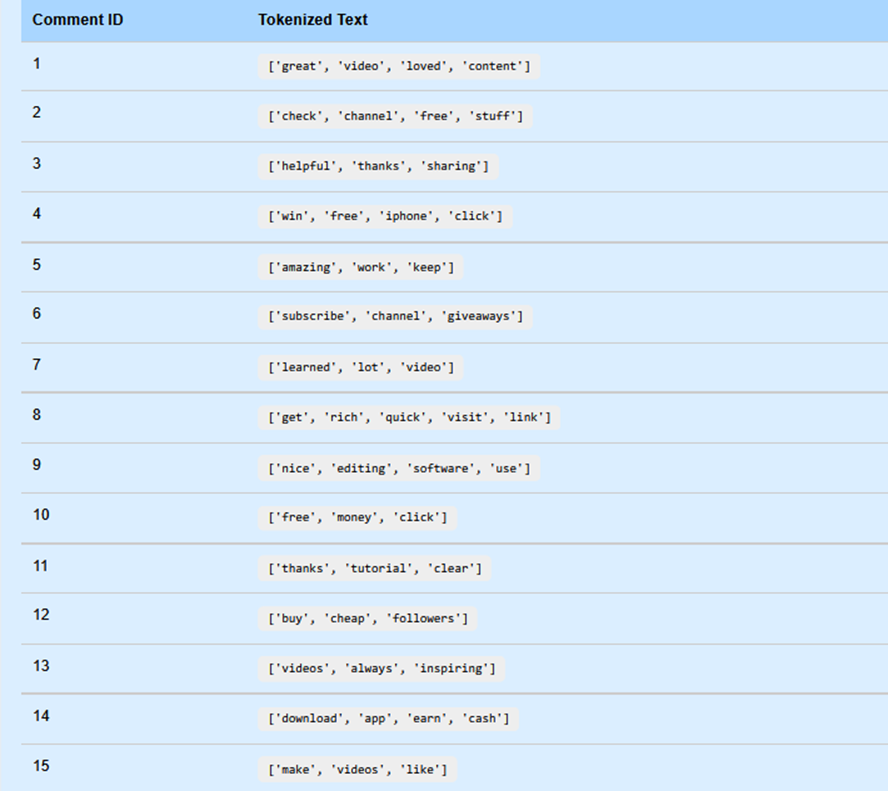 Comment ID Tokenized Text
1 ['great', 'video', 'loved', 'content']
2 ['check', 'channel', 'free', 'stuff']
3 ['helpful', 'thanks', 'sharing']
4 ['win', 'free', 'iphone', 'click']
5 ['amazing', 'work', 'keep']
6 ['subscribe', 'channel', 'giveaways']
7 ['learned', 'lot', 'video']
8 ['get', 'rich', 'quick', 'visit', 'link']
9 ['nice', 'editing', 'software', 'use']
10 ['free', 'money', 'click']
11 ['thanks', 'tutorial', 'clear']
12 ['buy', 'cheap', 'followers']
13 ['videos', 'always', 'inspiring']
14 ['download', 'app', 'earn', 'cash']
15 ['make', 'videos', 'like']